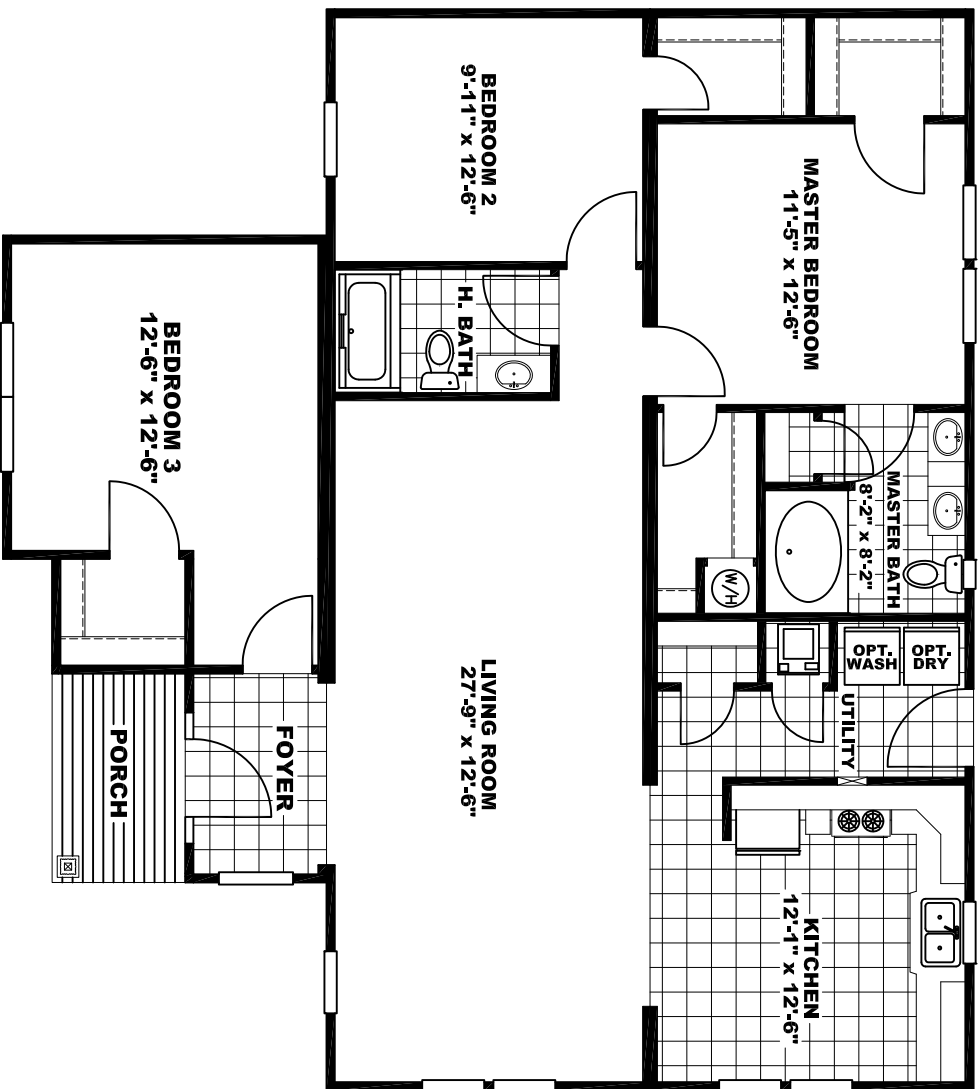 MASTER BEDROOM
11'-5" x 12'-6"
MASTER BATH
8'-2" x 8'-2"
W/H
OPT.
WASH
OPT.
DRY
UTILITY
KITCHEN
12'-1" x 12'-6"
BEDROOM 2
9'-11" x 12'-6"
H. BATH
LIVING ROOM
27'-9" x 12'-6"
BEDROOM 3
12'-6" x 12'-6"
FOYER
PORCH